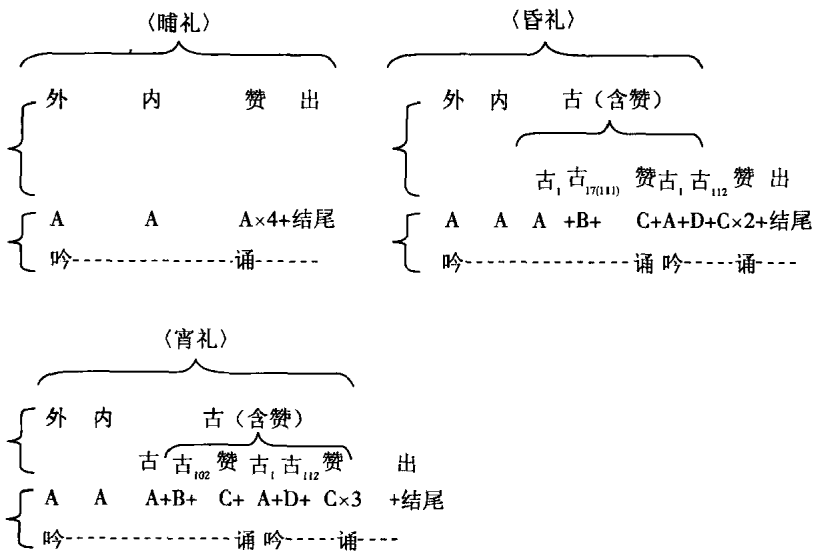 〈晡礼〉
外 内 赞 出
A A A×4+结尾
吟--------------诵----
〈昏礼〉
外 内 古（含赞）
古1 古17(111) 赞古1 古112 赞 出
A A A +B+ C+A+D+C×2+结尾
吟----------------诵 吟-----诵----
〈宵礼〉
外 内 古（含赞）
古 古102 赞 古1 古112 赞 出
A A A+B+ C+ A+D+ C×3 +结尾
吟----------------诵 吟-----诵----